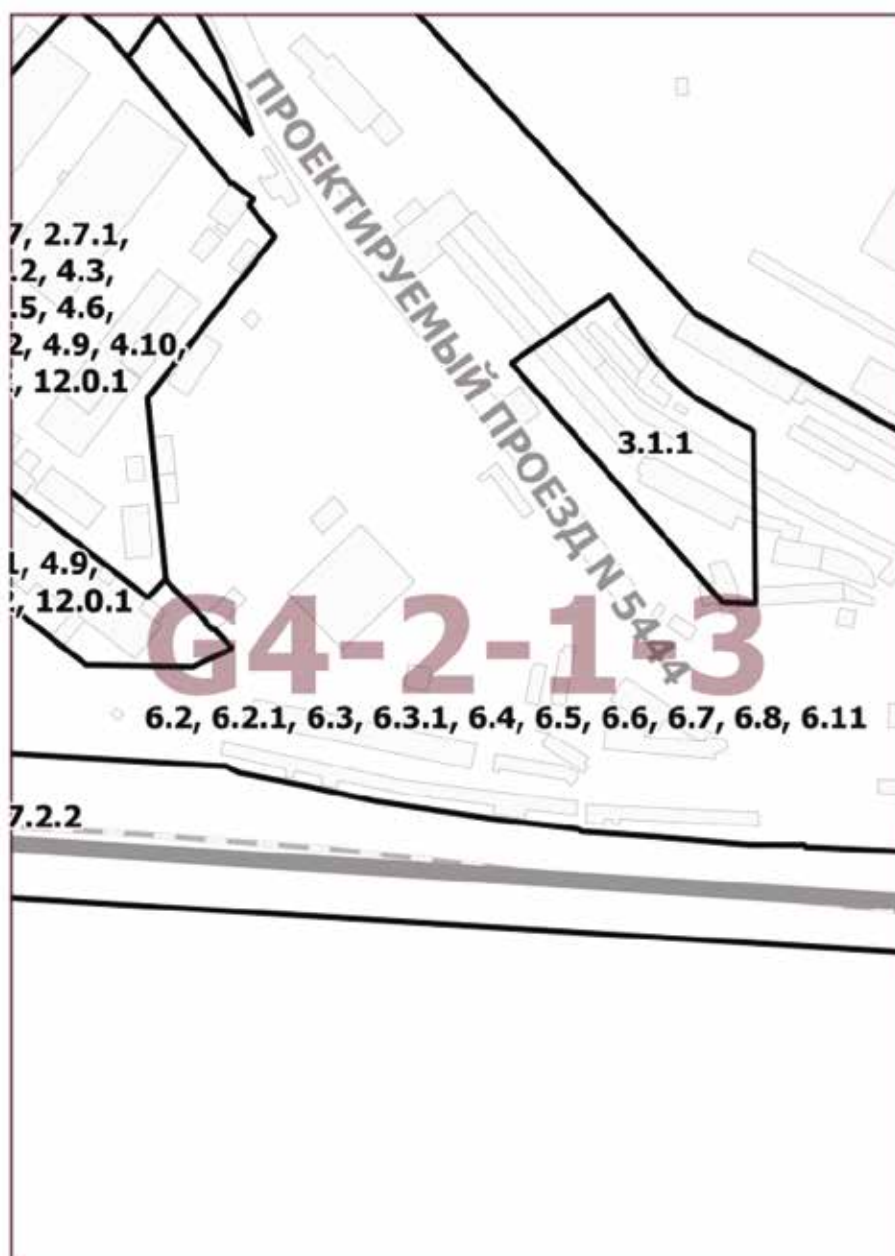 ПРОЕКТИРУЕМЫЙ ПРОЕЗД N 5444
7, 2.7.1,
.2, 4.3,
.5, 4.6,
2, 4.9, 4.10,
, 12.0.1
3.1.1
1, 4.9,
, 12.0.1
G4-2-1-3
6.2, 6.2.1, 6.3, 6.3.1, 6.4, 6.5, 6.6, 6.7, 6.8, 6.11
7.2.2